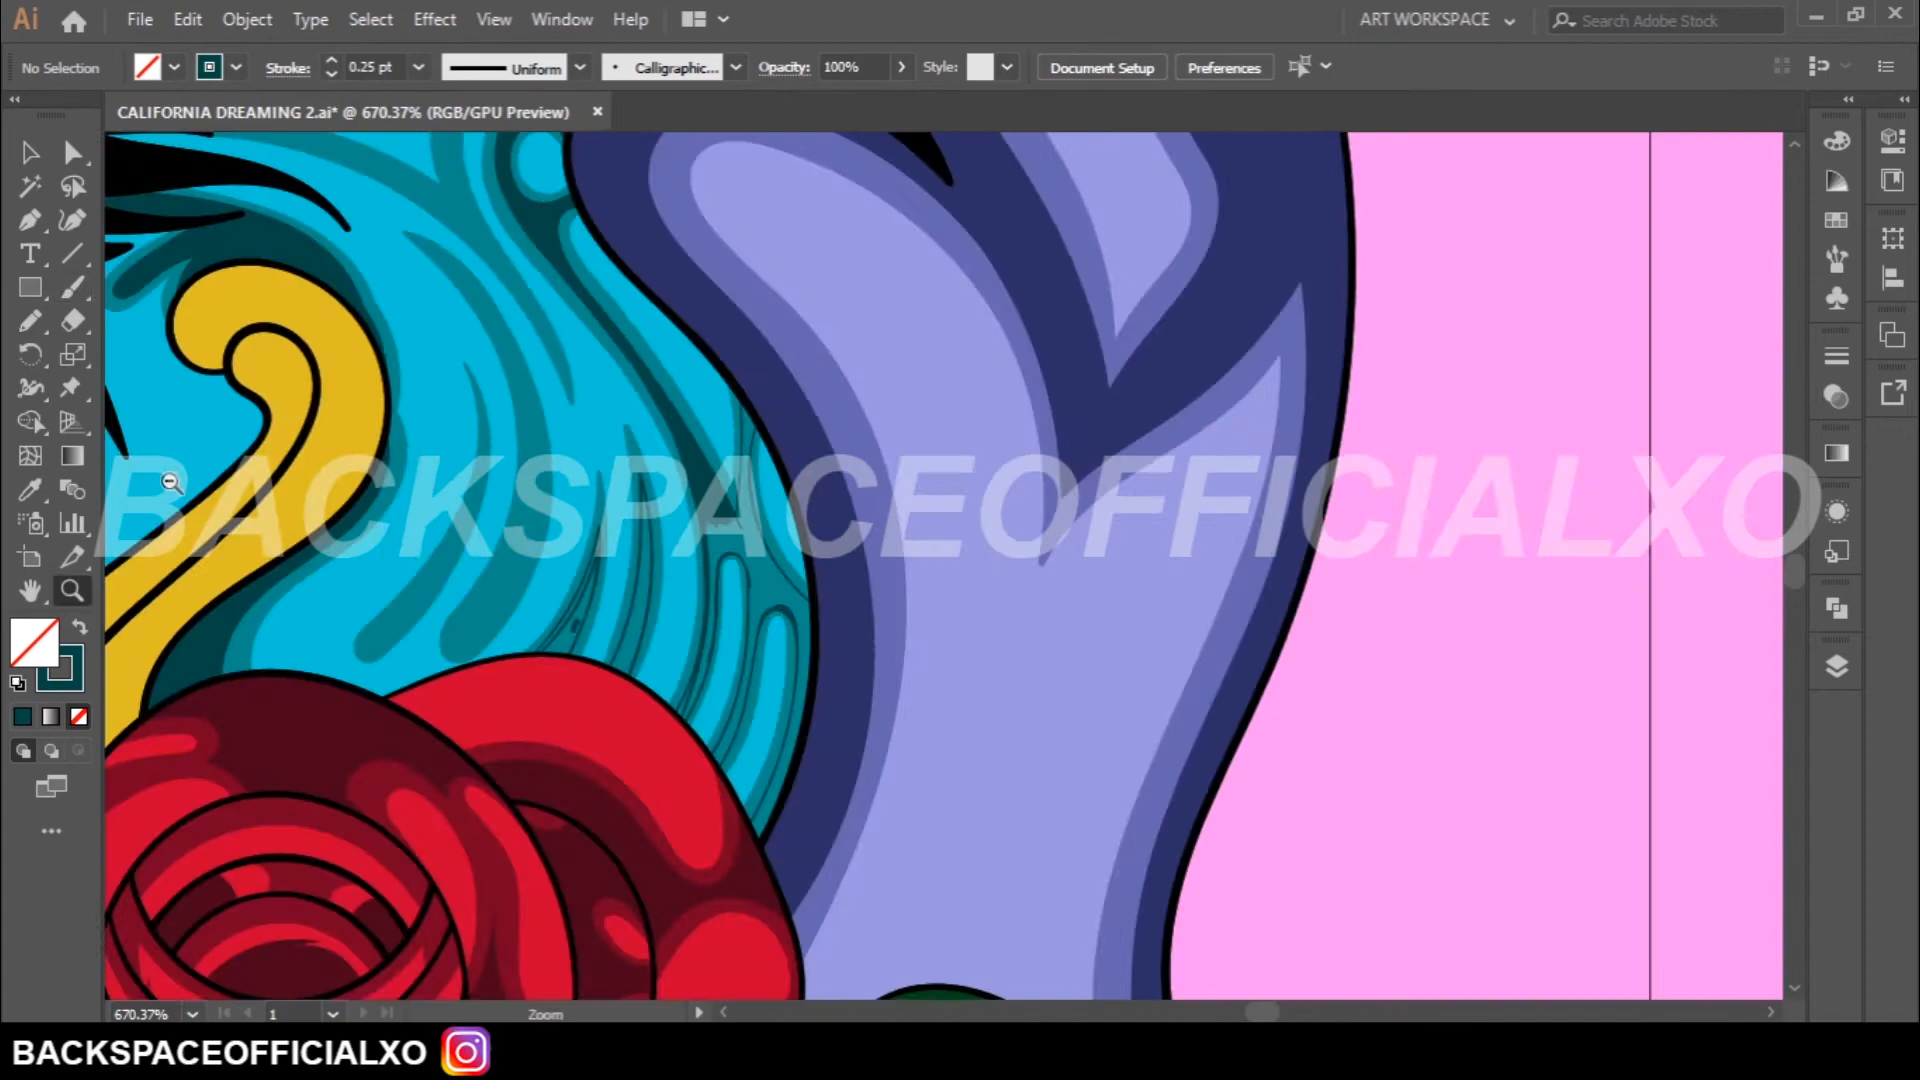 Ai File Edit Object Type Select Effect View Window Help ART WORKSPACE Search Adobe Stock
No Selection Stroke: 0.25 pt Uniform Calligraphic... Opacity: 100% Style: Document Setup Preferences
CALIFORNIA DREAMING 2.ai* @ 670.37% (RGB/GPU Preview)
BACKSPACEOFFICIALXO
670.37% 1 Zoom
BACKSPACEOFFICIALXO